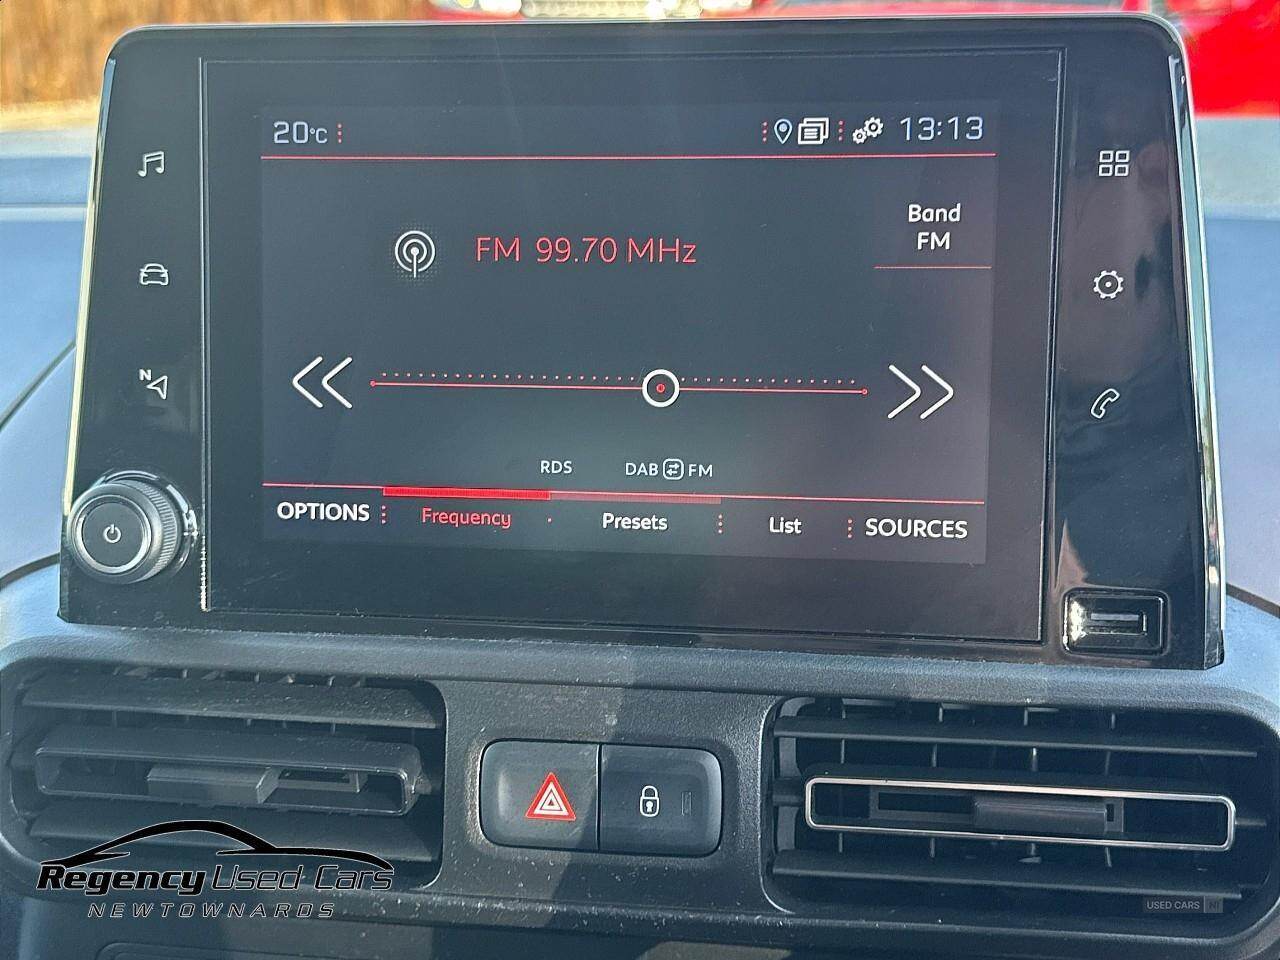 20°C
13:13
Band
FM
FM 99.70 MHz
N
RDS
DAB FM
OPTIONS Frequency Presets List SOURCES
Regency Used Cars
NEWTOWNARDS
USED CARS NI